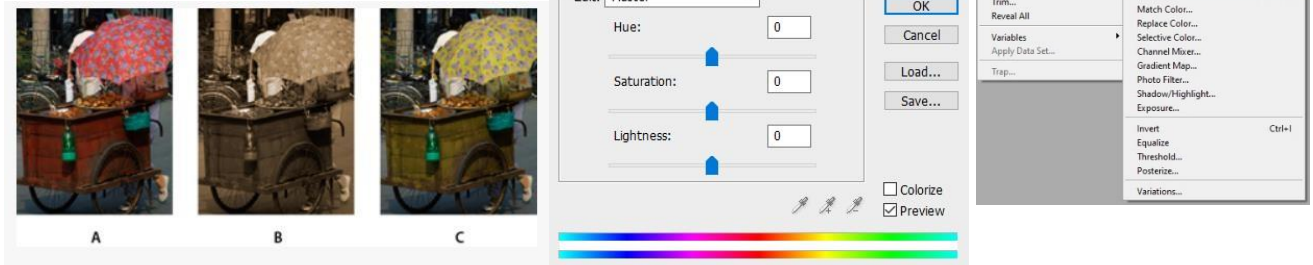 A
B
C
Edit: Master
Hue:
0
Saturation:
0
Lightness:
0
OK
Cancel
Load...
Save...
Colorize
Preview
Trim...
Reveal All
Variables
Apply Data Set...
Trap...
Match Color...
Replace Color...
Selective Color...
Channel Mixer...
Gradient Map...
Photo Filter...
Shadow/Highlight...
Exposure...
Invert Ctrl+I
Equalize
Threshold...
Posterize...
Variations...